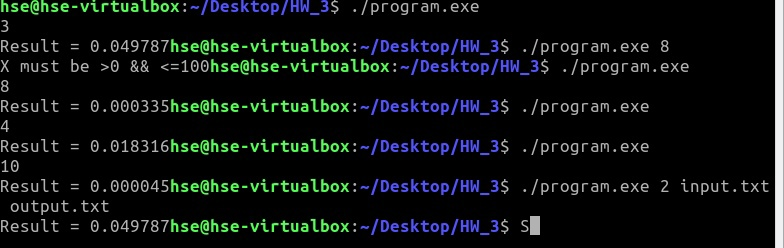 hse@hse-virtualbox:~/Desktop/HW_3$ ./program.exe
3
Result = 0.049787hse@hse-virtualbox:~/Desktop/HW_3$ ./program.exe 8
X must be >0 && <=100hse@hse-virtualbox:~/Desktop/HW_3$ ./program.exe
8
Result = 0.000335hse@hse-virtualbox:~/Desktop/HW_3$ ./program.exe
4
Result = 0.018316hse@hse-virtualbox:~/Desktop/HW_3$ ./program.exe
10
Result = 0.000045hse@hse-virtualbox:~/Desktop/HW_3$ ./program.exe 2 input.txt
 output.txt
Result = 0.049787hse@hse-virtualbox:~/Desktop/HW_3$ S